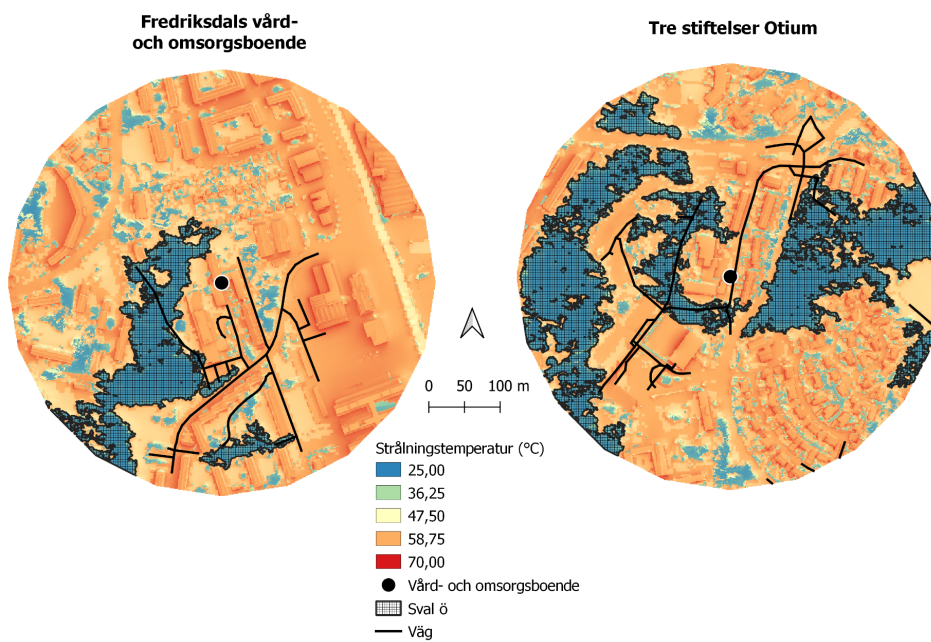 Fredriksdals vård-
och omsorgsboende
Tre stiftelser Otium
0 50 100 m
Strålningstemperatur (°C)
25,00
36,25
47,50
58,75
70,00
Vård- och omsorgsboende
Sval ö
Väg